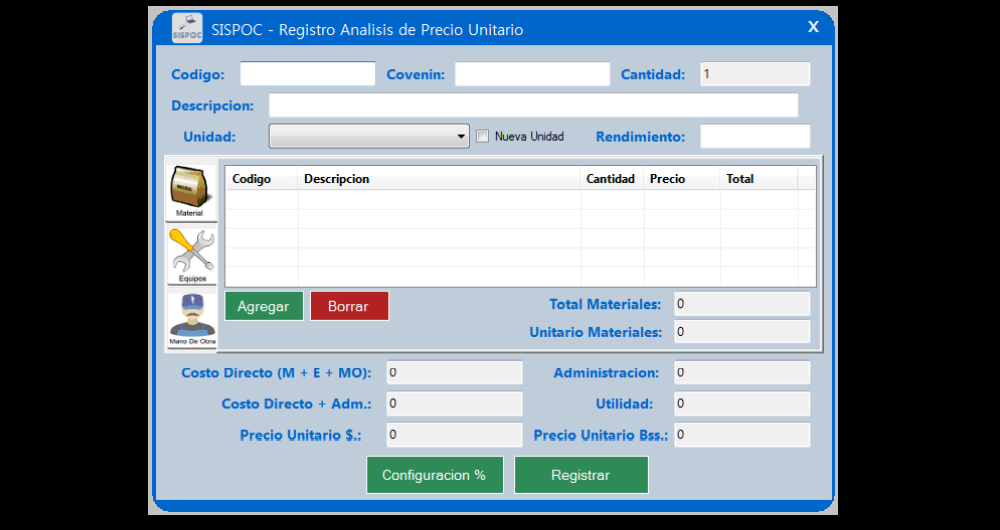 SISPOC
SISPOC - Registro Analisis de Precio Unitario
X
Codigo:
Covenin:
Cantidad: 1
Descripcion:
Unidad:
Nueva Unidad
Rendimiento:
Material
Equipos
Mano De Obra
Codigo Descripcion Cantidad Precio Total
Agregar Borrar
Total Materiales: 0
Unitario Materiales: 0
Costo Directo (M + E + MO): 0 Administracion: 0
Costo Directo + Adm.: 0 Utilidad: 0
Precio Unitario $.: 0 Precio Unitario Bss.: 0
Configuracion % Registrar